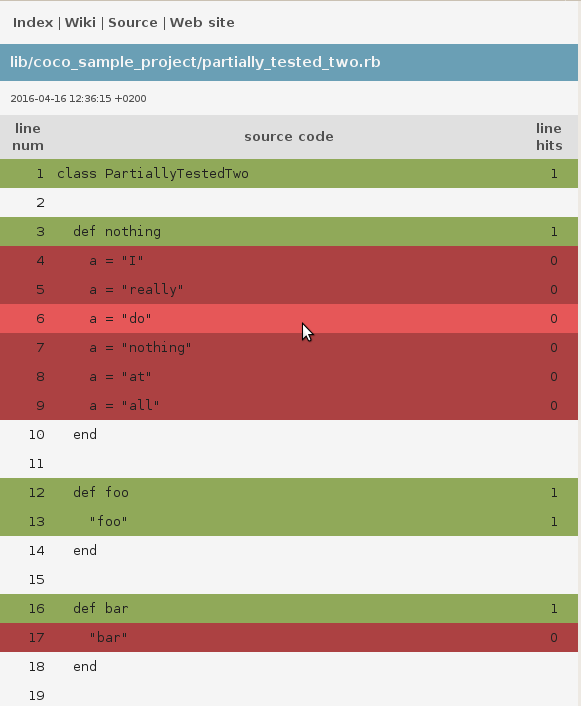 Index | Wiki | Source | Web site
lib/coco_sample_project/partially_tested_two.rb
2016-04-16 12:36:15 +0200
line num source code line hits
1 class PartiallyTestedTwo 1
2
3 def nothing 1
4 a = "I" 0
5 a = "really" 0
6 a = "do" 0
7 a = "nothing" 0
8 a = "at" 0
9 a = "all" 0
10 end
11
12 def foo 1
13 "foo" 1
14 end
15
16 def bar 1
17 "bar" 0
18 end
19